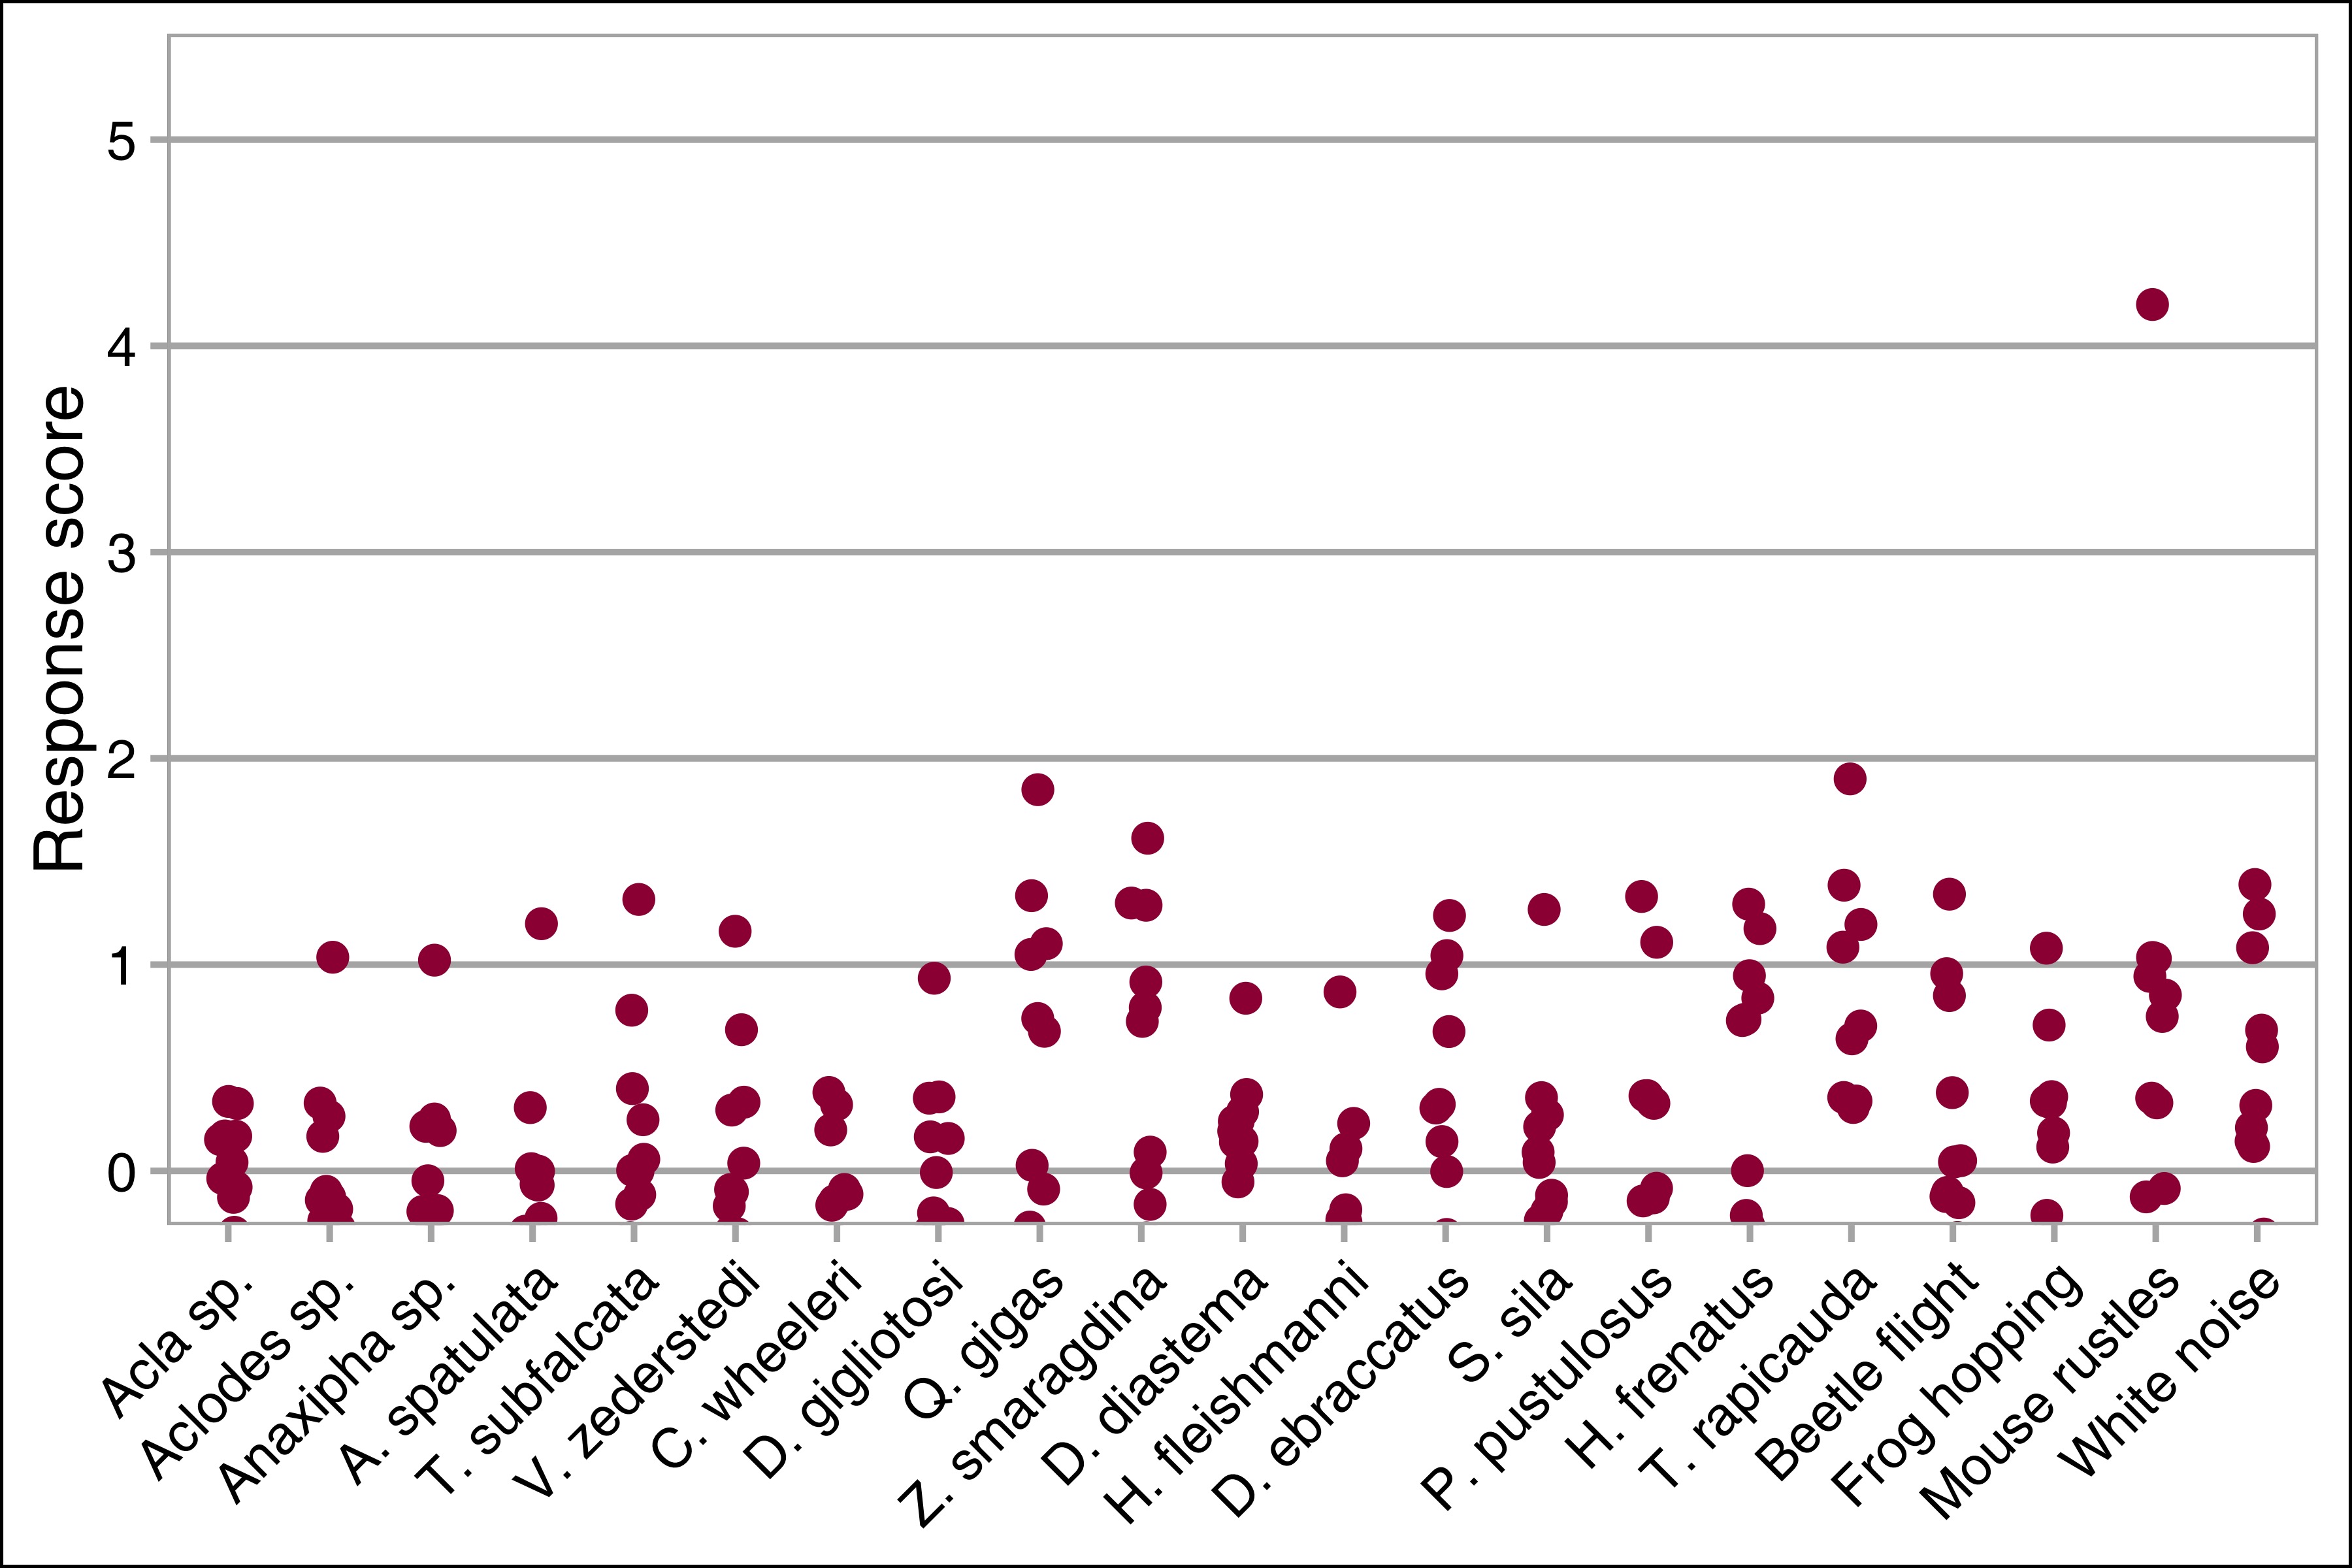 Response score
5
4
3
2
1
0
Acla sp.
Aclodes sp.
Anaxipha sp.
A. spatulata
T. subfalcata
V. zederstedi
C. wheeleri
D. gigliotosi
Q. gigas
Z. smaragdina
D. diastema
H. fleishmanni
D. ebraccatus
S. sila
P. pustulosus
H. frenatus
T. rapicauda
Beetle flight
Frog hopping
Mouse rustles
White noise